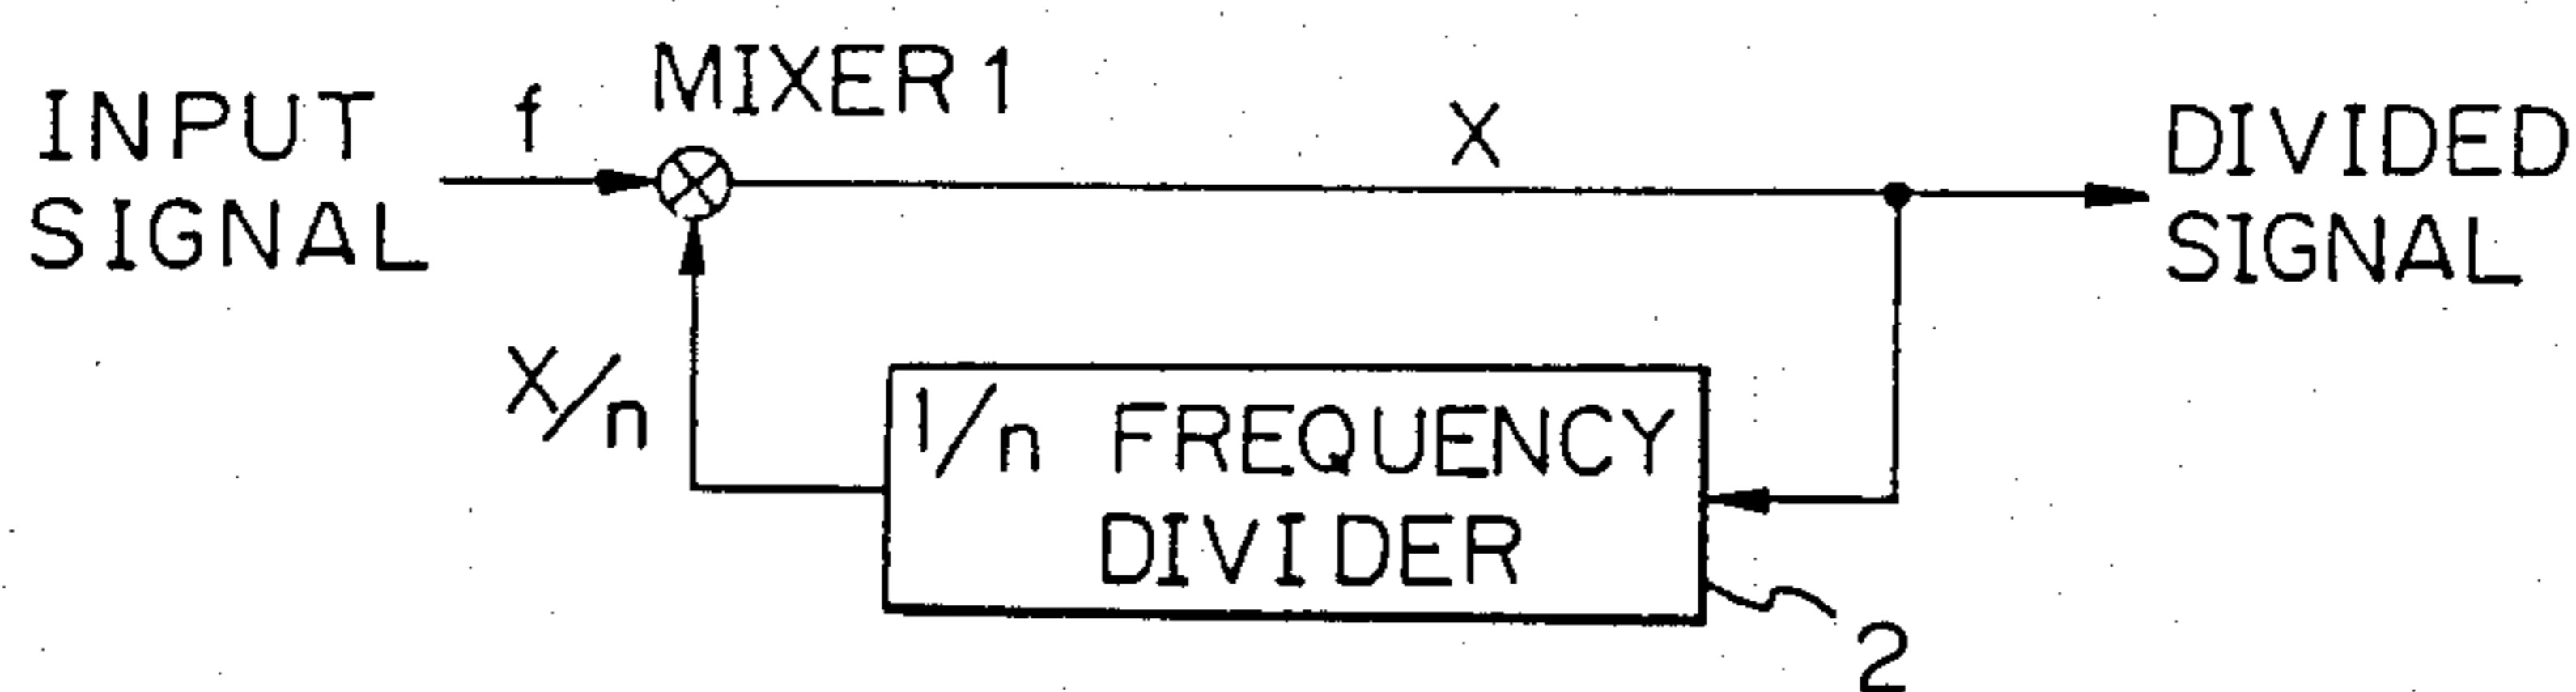 INPUT
SIGNAL
f
MIXER 1
X
DIVIDED
SIGNAL
X/n
1/n FREQUENCY
DIVIDER
2